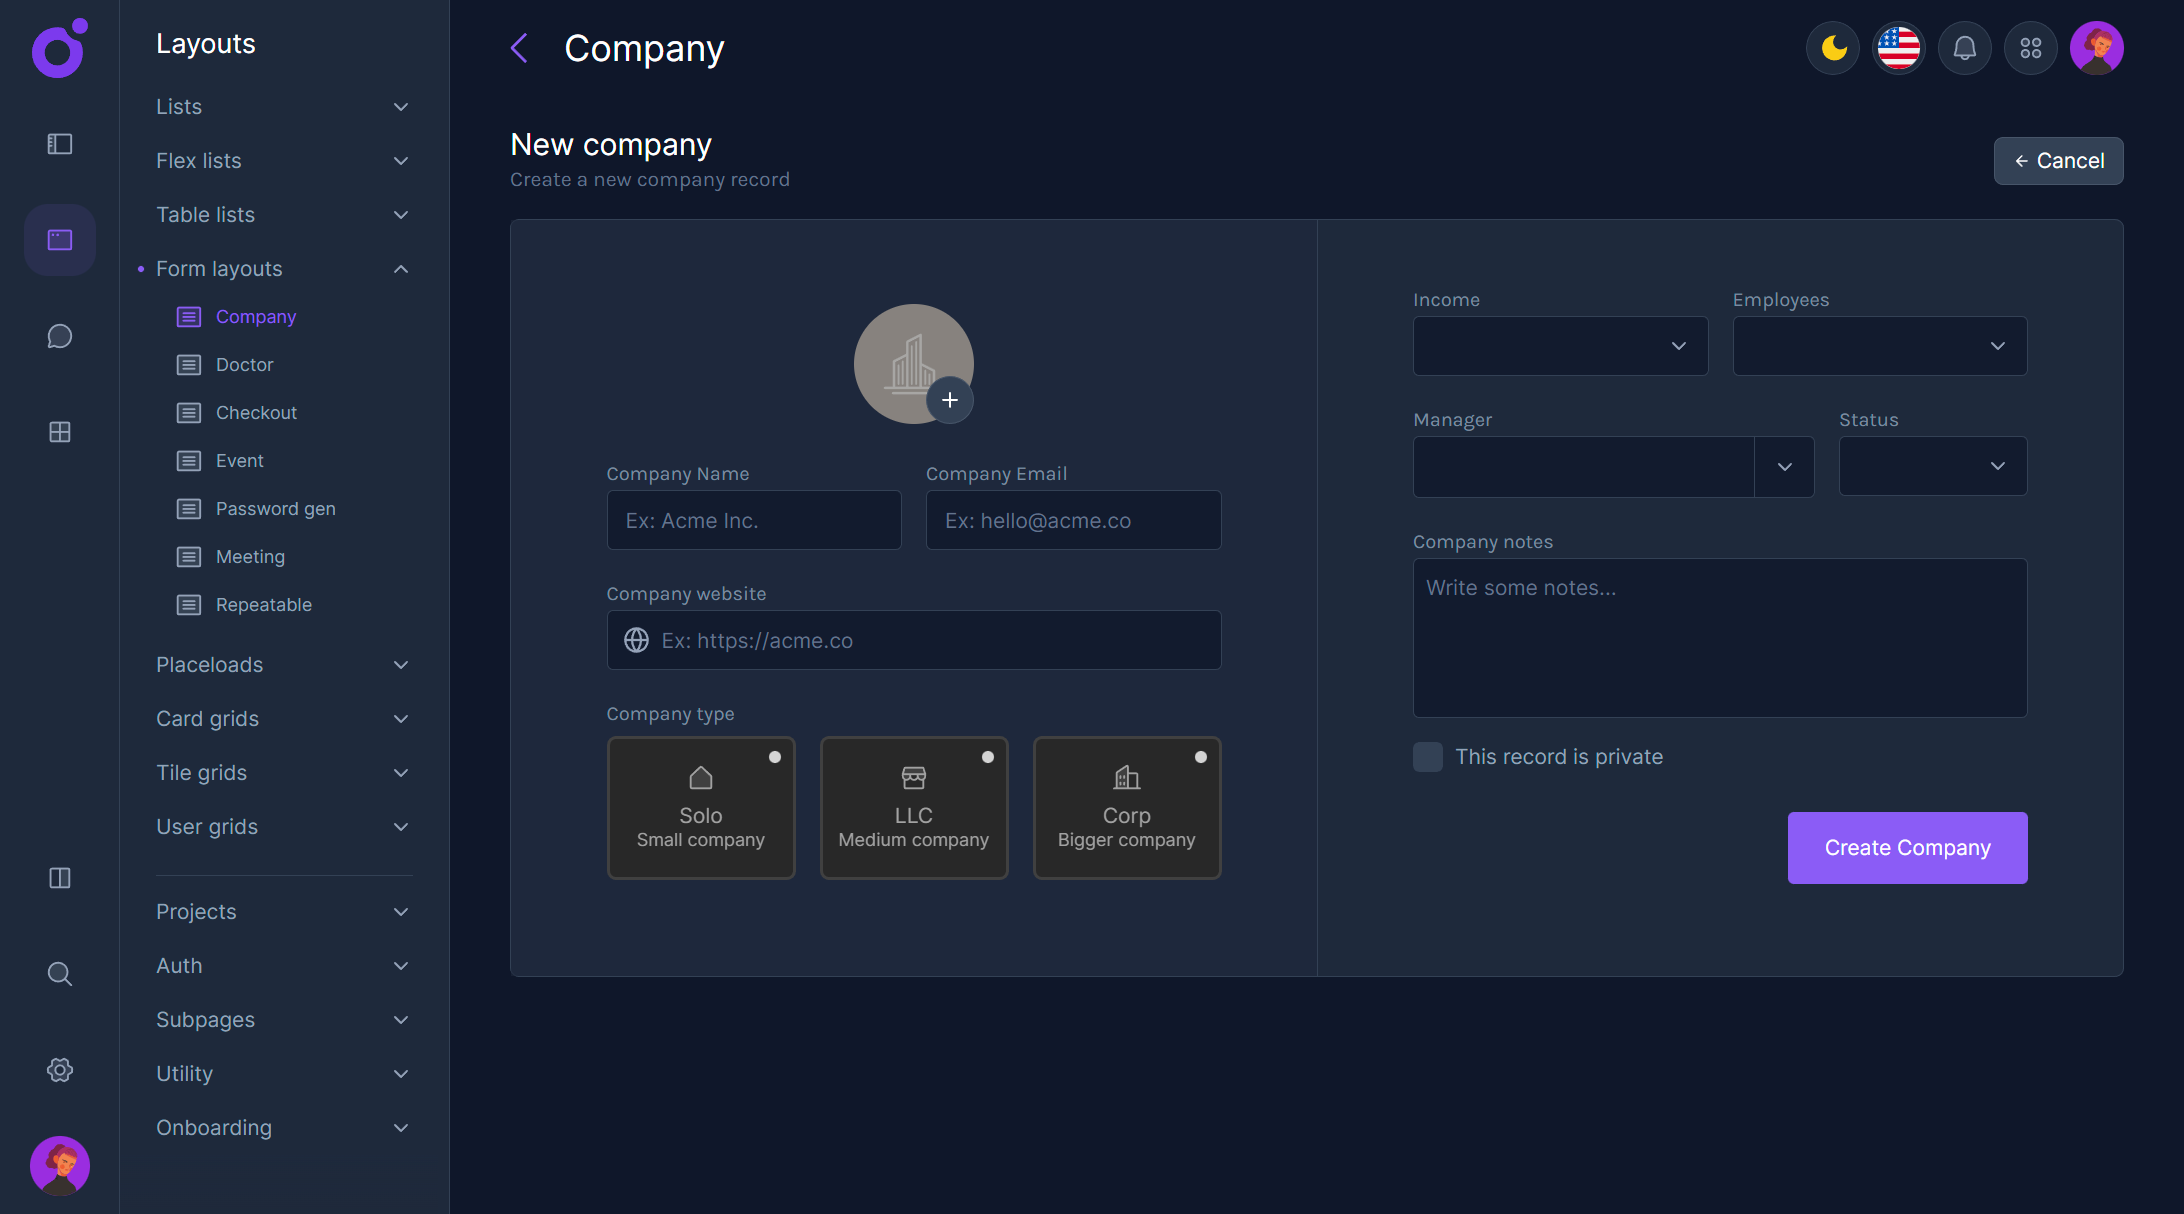 Layouts
Lists
Flex lists
Table lists
Form layouts
Company
Doctor
Checkout
Event
Password gen
Meeting
Repeatable
Placeloads
Card grids
Tile grids
User grids
Projects
Auth
Subpages
Utility
Onboarding
Company
New company
Create a new company record
Cancel
Company Name
Company Email
Ex: Acme Inc.
Ex: hello@acme.co
Company website
Ex: https://acme.co
Company type
Solo
Small company
LLC
Medium company
Corp
Bigger company
Income
Employees
Manager
Status
Company notes
Write some notes...
This record is private
Create Company